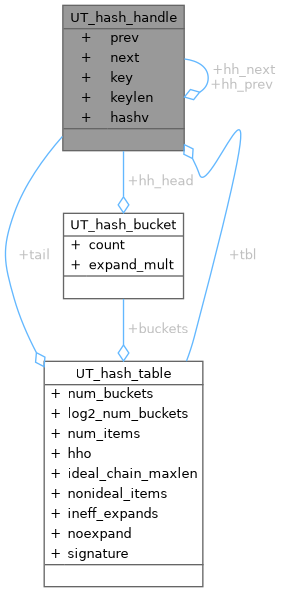 UT_hash_handle
+ prev
+ next
+ key
+ keylen
+ hashv
+hh_next
+hh_prev
+hh_head
UT_hash_bucket
+ count
+ expand_mult
+tail
+tbl
+buckets
UT_hash_table
+ num_buckets
+ log2_num_buckets
+ num_items
+ hho
+ ideal_chain_maxlen
+ nonideal_items
+ ineff_expands
+ noexpand
+ signature